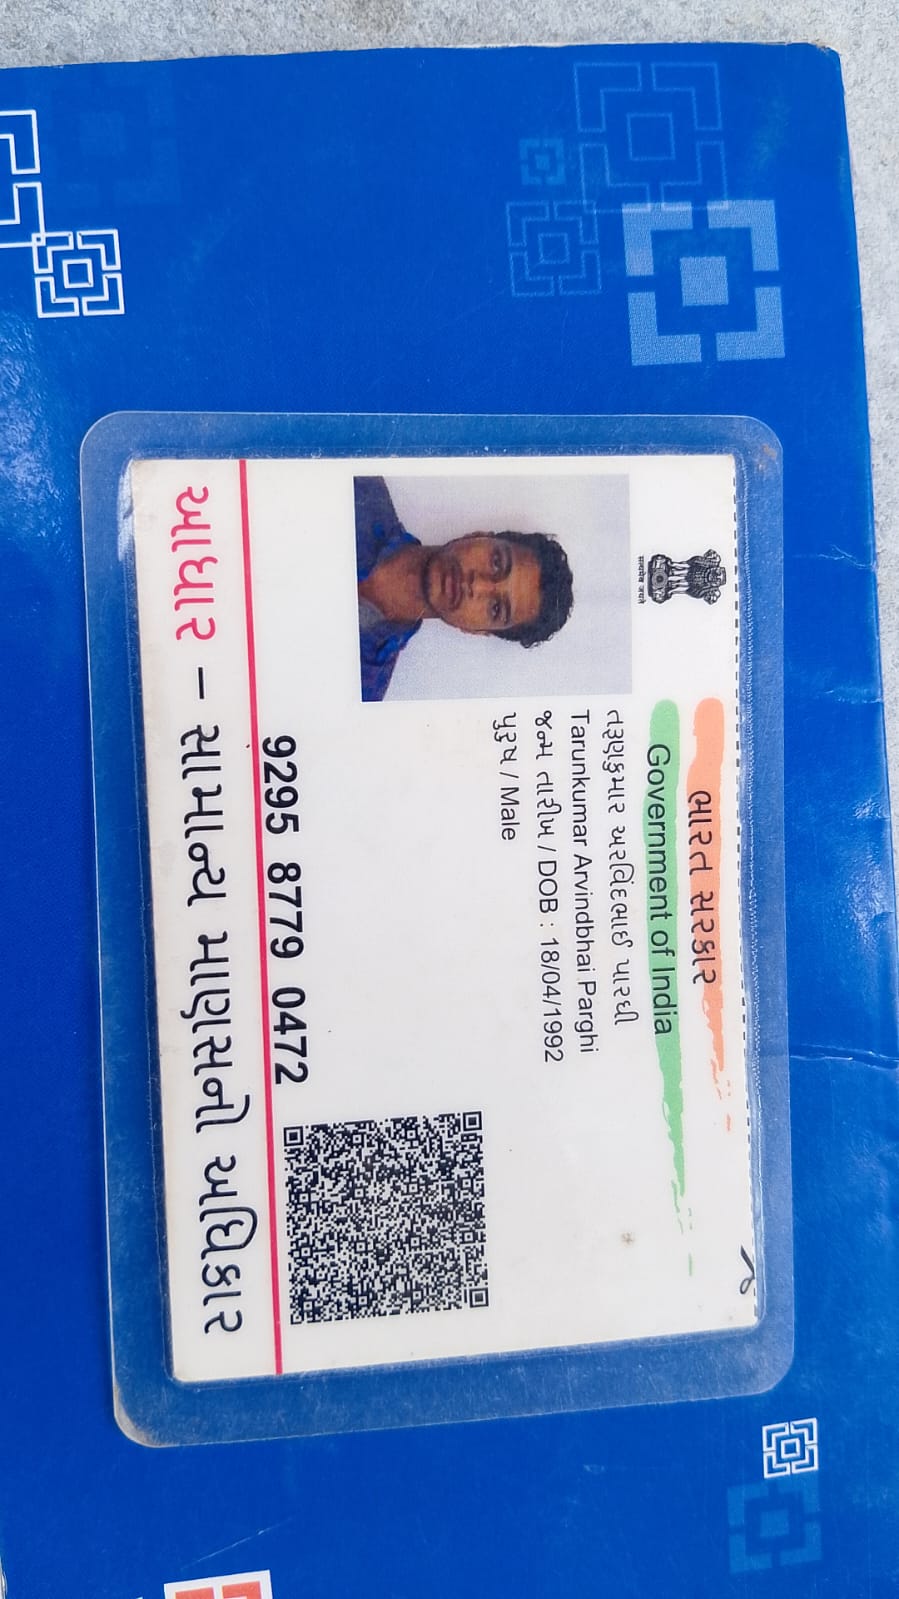 सत्यमेव जयते
ભારત સરકાર
Government of India
તરૂણકુમાર અરવિંદભાઈ પારઘી
Tarunkumar Arvindbhai Parghi
જન્મ તારીખ / DOB : 18/04/1992
પુરુષ / Male
9295 8779 0472
આધાર – સામાન્ય માણસનો અધિકાર